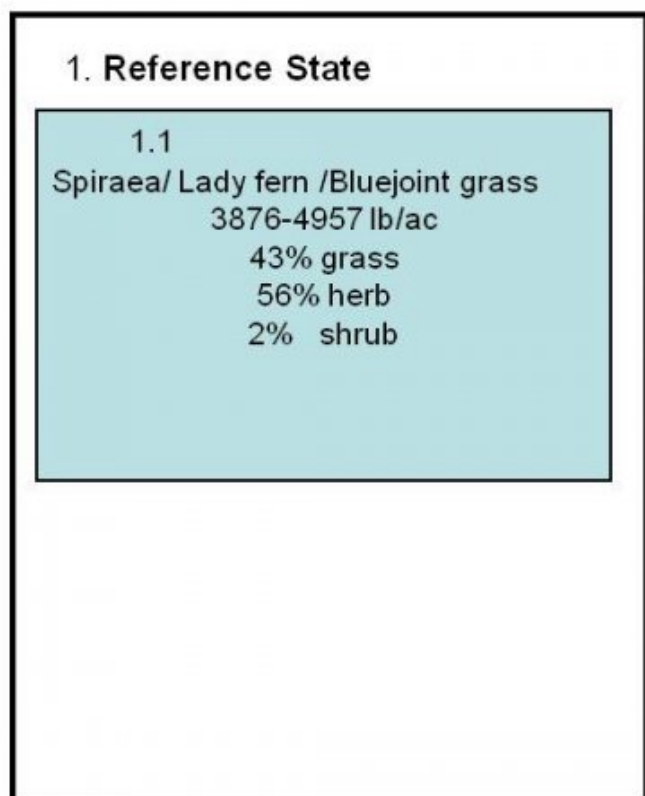 1. Reference State
1.1
Spiraea/ Lady fern /Bluejoint grass
3876-4957 lb/ac
43% grass
56% herb
2% shrub